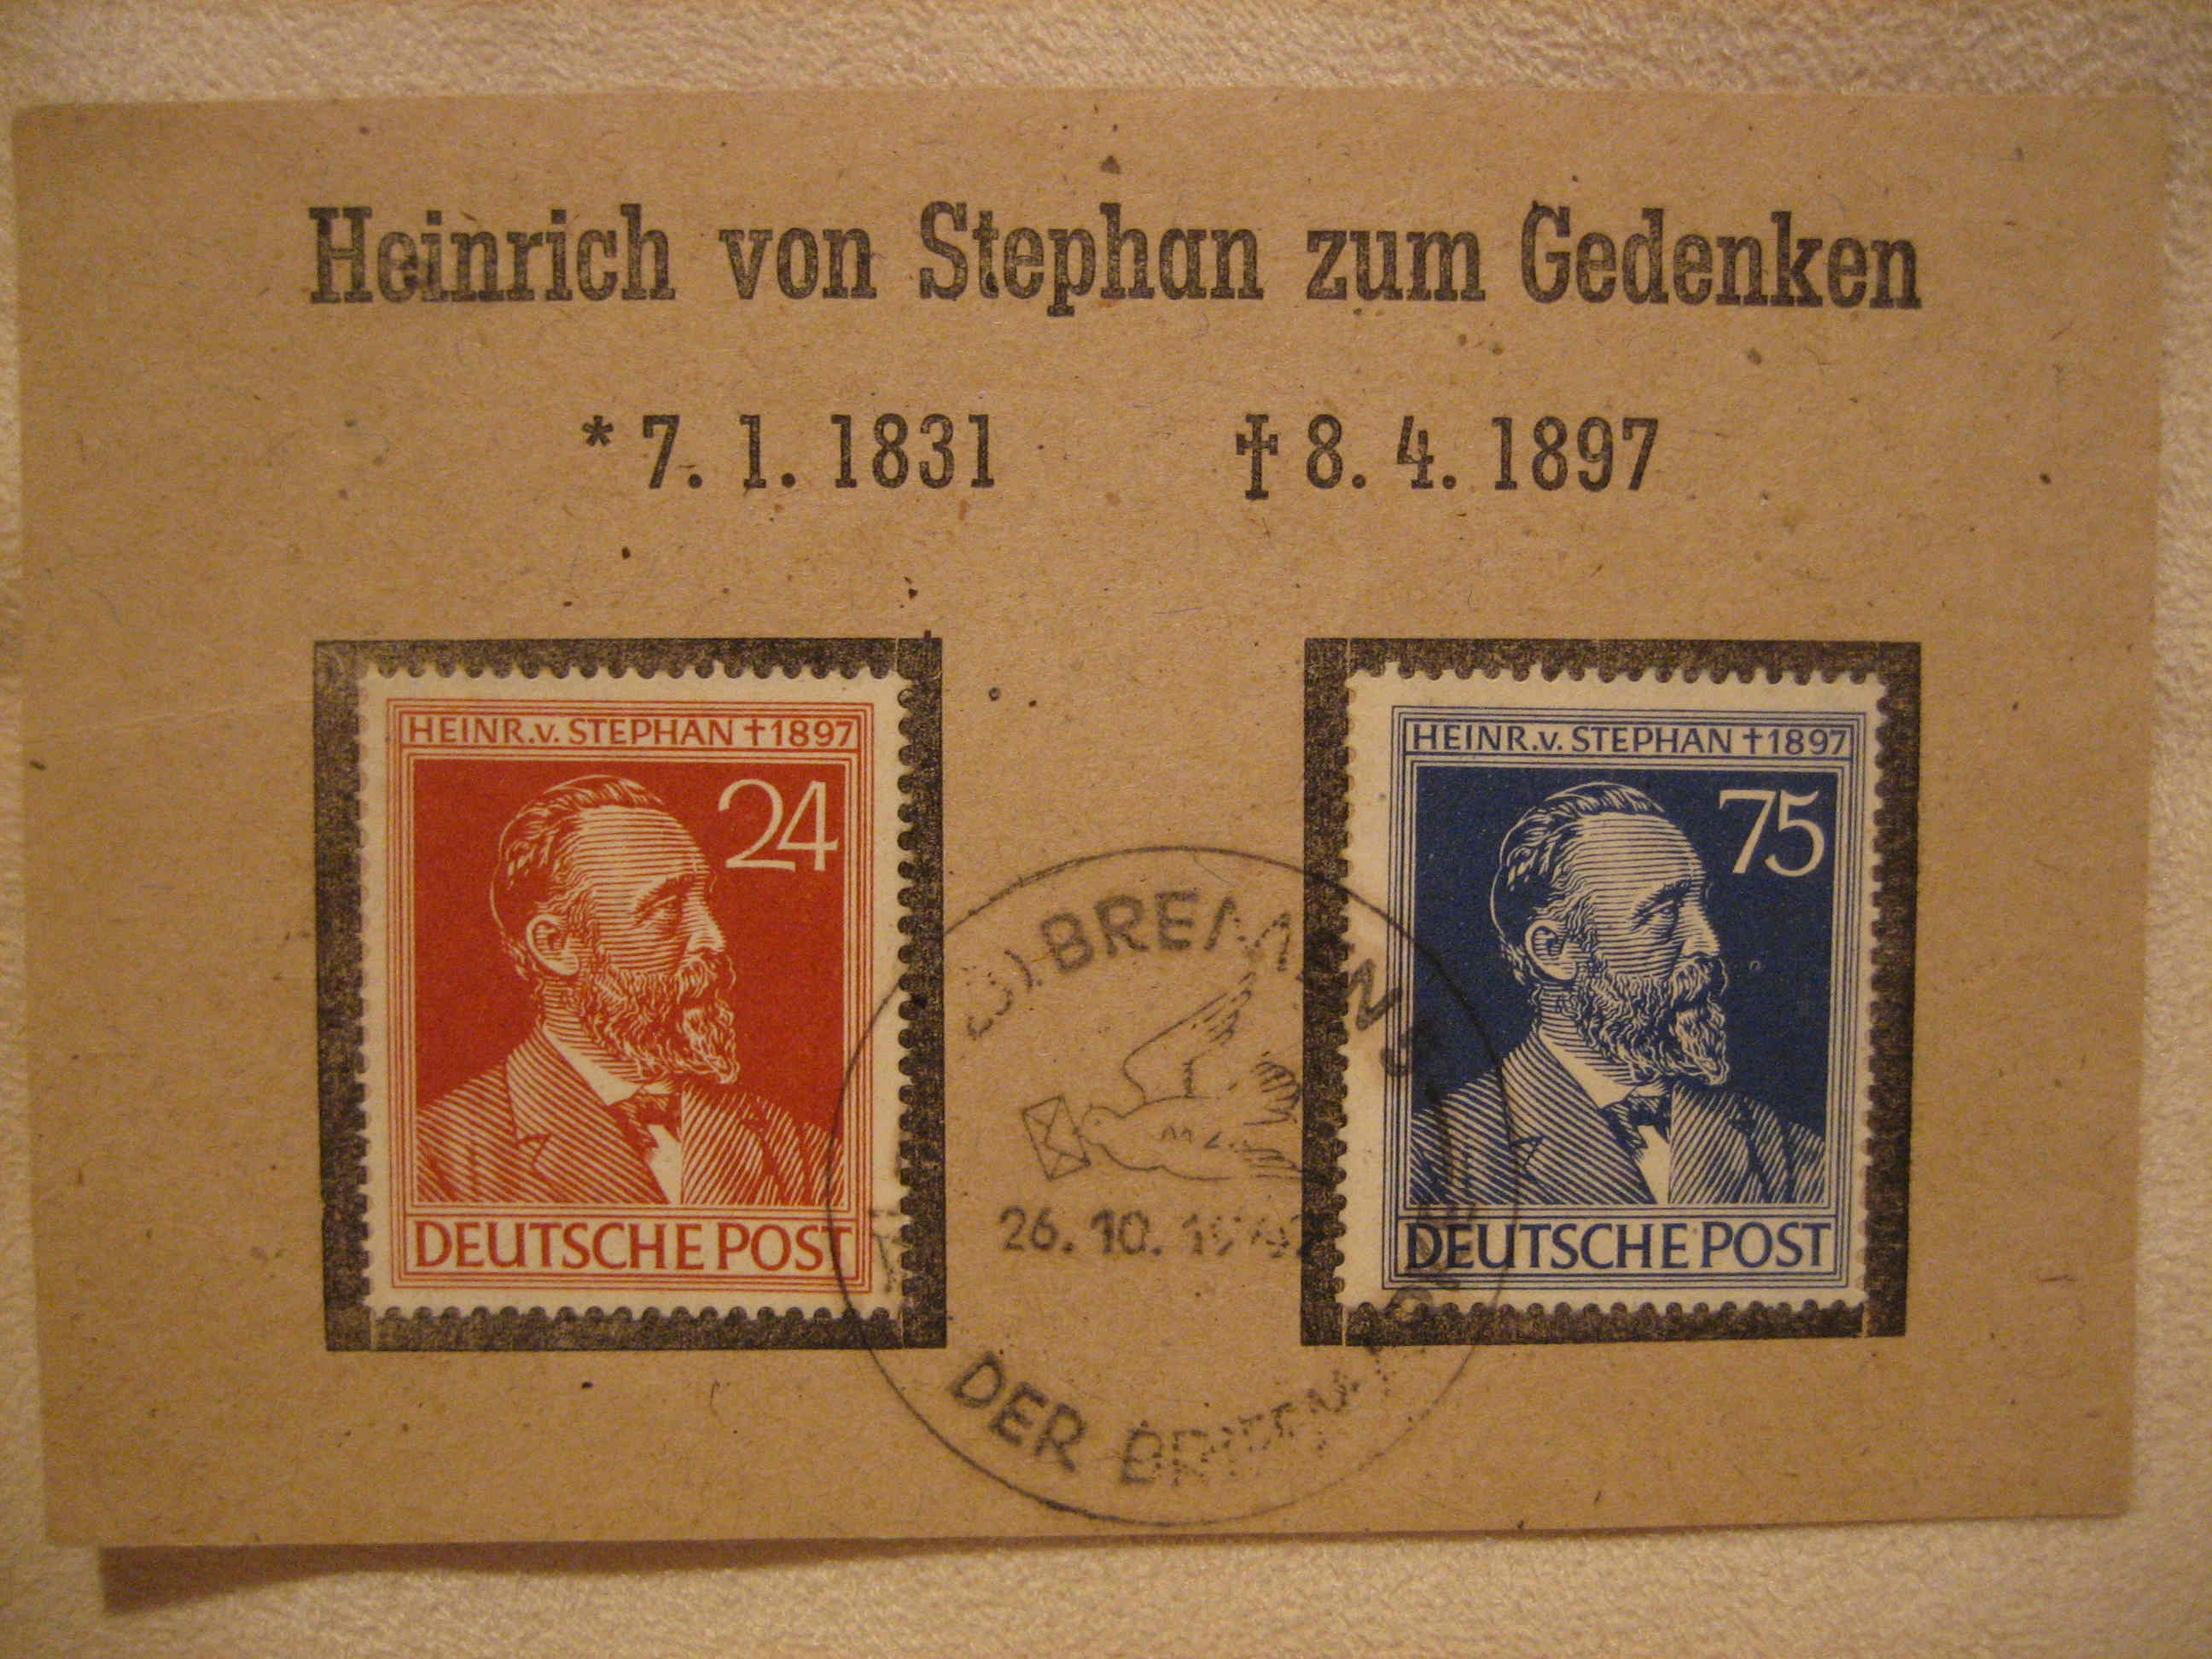 Heinrich von Stephan zum Gedenken
* 7. 1. 1831 † 8. 4. 1897
HEINR.v. STEPHAN †1897
24
DEUTSCHE POST
HEINR.v. STEPHAN †1897
75
DEUTSCHE POST
BREMEN
26. 10.
DER